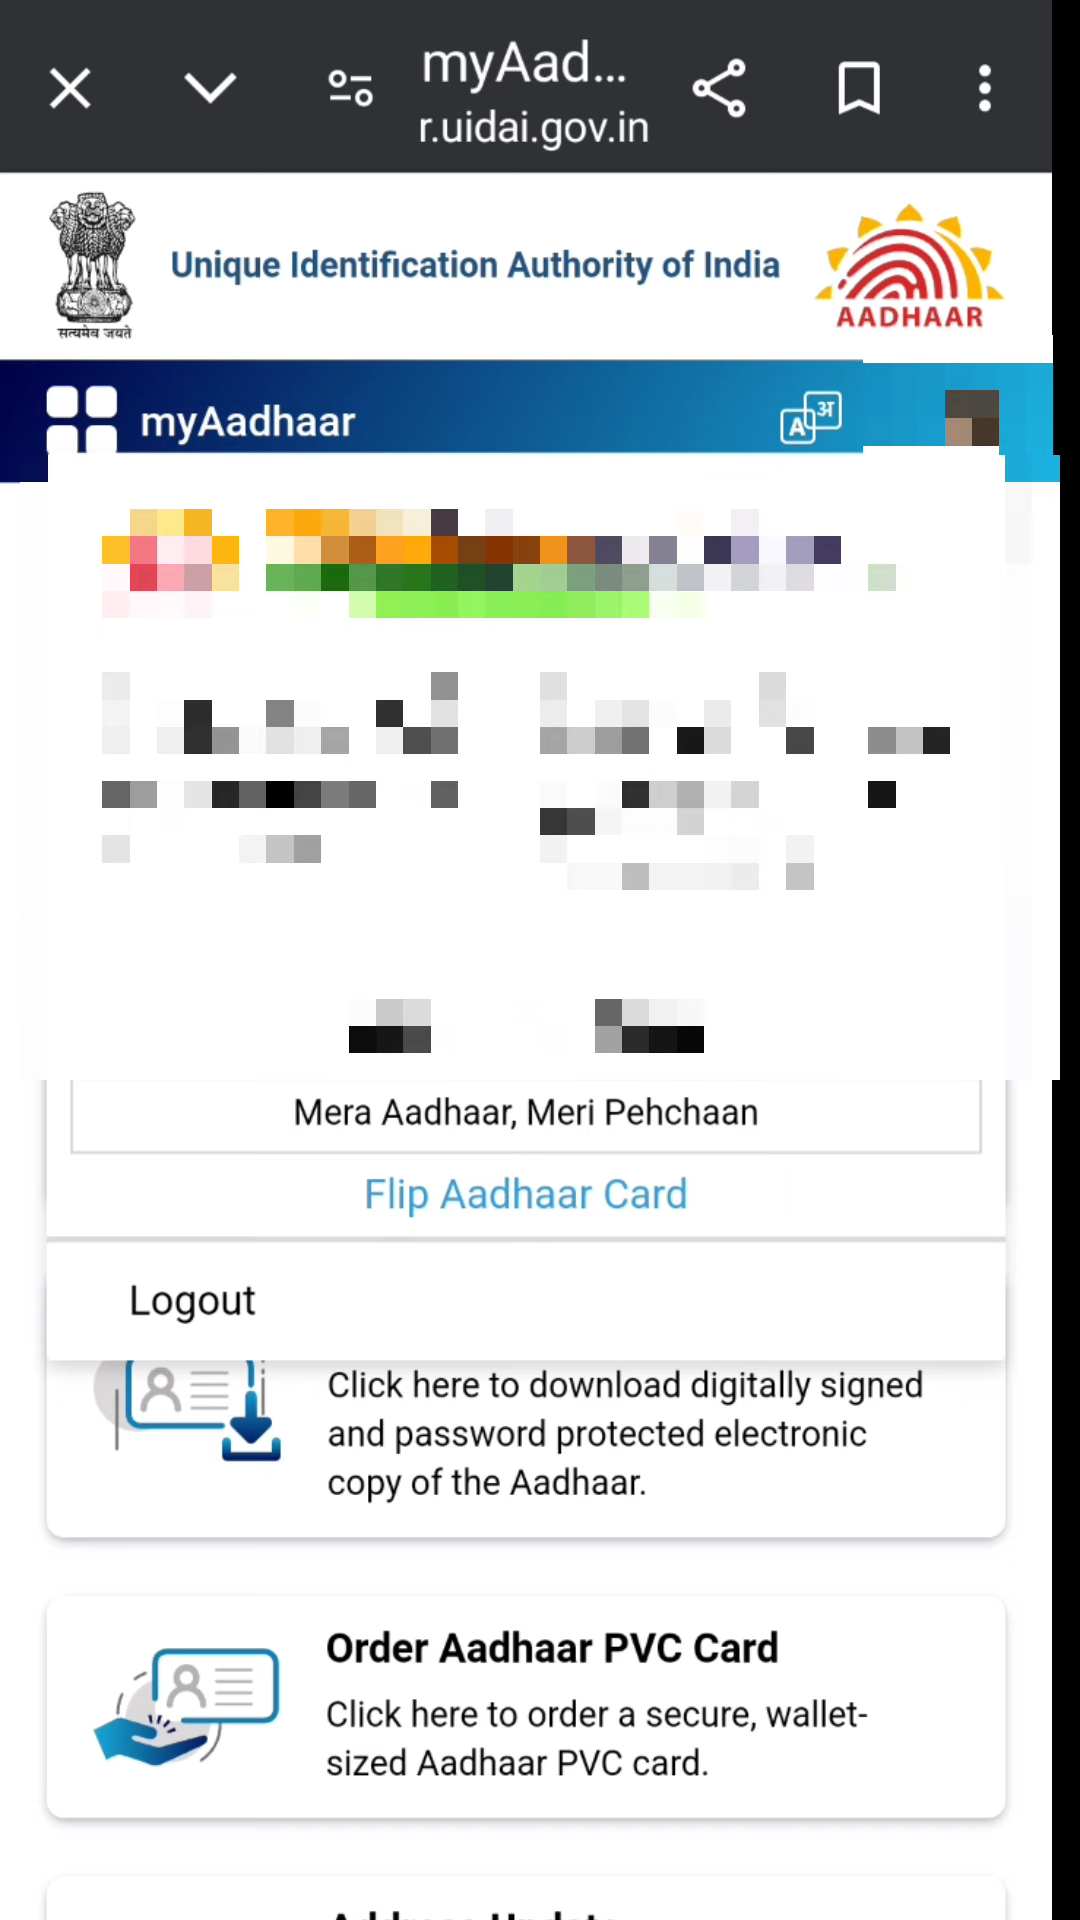 myAad...
r.uidai.gov.in
सत्यमेव जयते
Unique Identification Authority of India
AADHAAR
myAadhaar
A अ
Mera Aadhaar, Meri Pehchaan
Flip Aadhaar Card
Logout
Click here to download digitally signed
and password protected electronic
copy of the Aadhaar.
Order Aadhaar PVC Card
Click here to order a secure, wallet-
sized Aadhaar PVC card.
Address Update